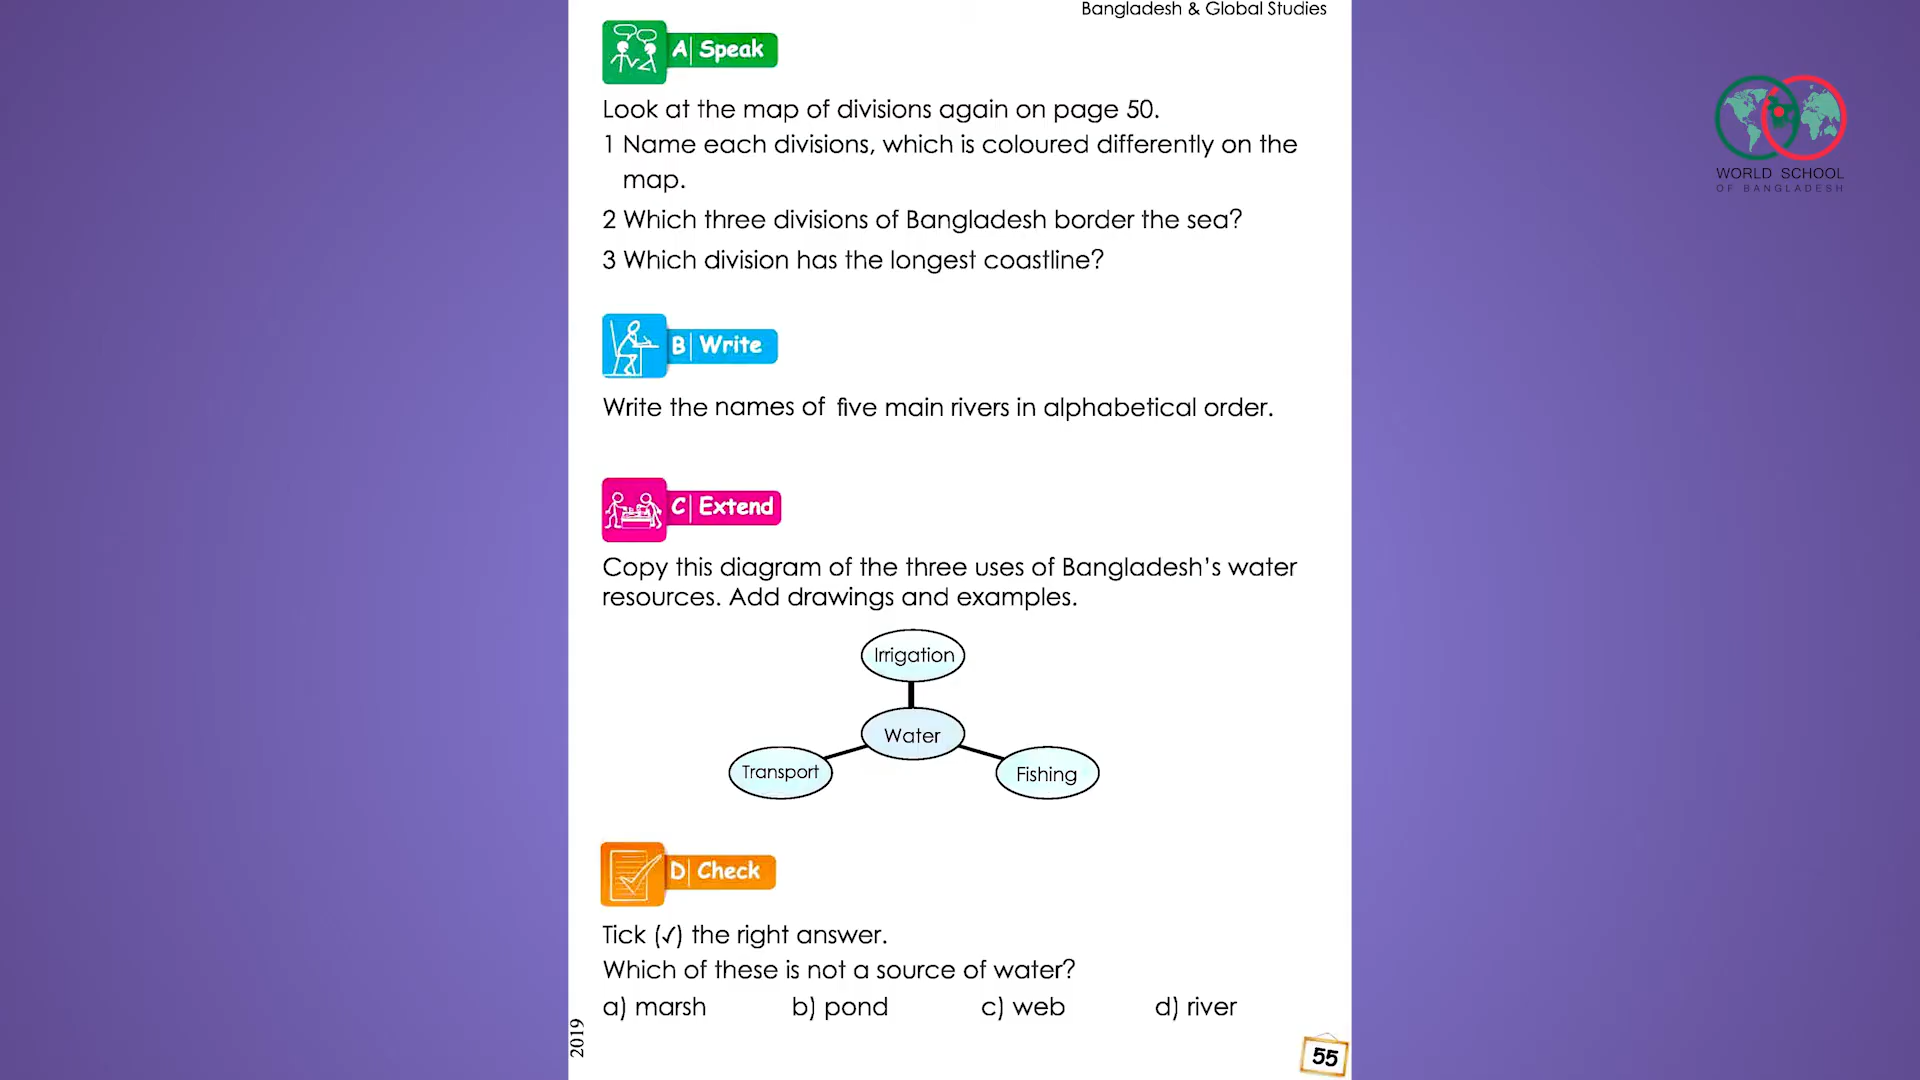 Bangladesh & Global Studies
A | Speak
Look at the map of divisions again on page 50.
1 Name each divisions, which is coloured differently on the
map.
2 Which three divisions of Bangladesh border the sea?
3 Which division has the longest coastline?
B | Write
Write the names of five main rivers in alphabetical order.
C | Extend
Copy this diagram of the three uses of Bangladesh's water
resources. Add drawings and examples.
Irrigation
Water
Transport
Fishing
D | Check
Tick (✓) the right answer.
Which of these is not a source of water?
a) marsh b) pond c) web d) river
2019
55
WORLD SCHOOL
OF BANGLADESH